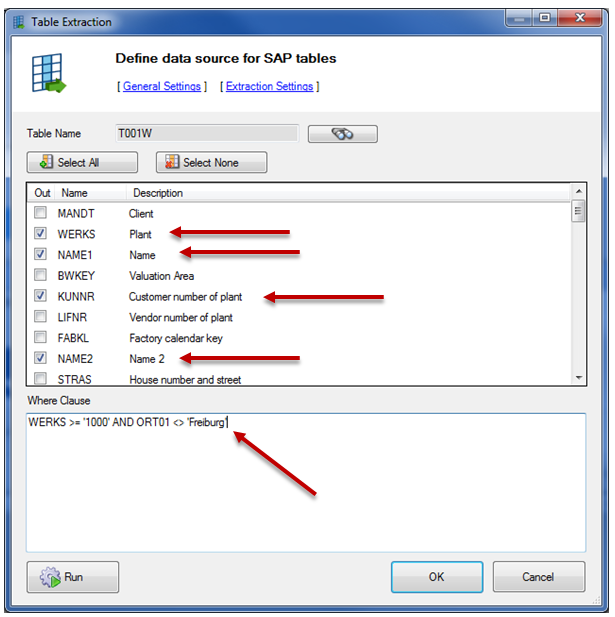 Table Extraction
Define data source for SAP tables
[ General Settings ] [ Extraction Settings ]
Table Name T001W
Select All Select None
Out Name Description
MANDT Client
WERKS Plant
NAME1 Name
BWKEY Valuation Area
KUNNR Customer number of plant
LIFNR Vendor number of plant
FABKL Factory calendar key
NAME2 Name 2
STRAS House number and street
Where Clause
WERKS >= '1000' AND ORT01 <> 'Freiburg'
Run OK Cancel